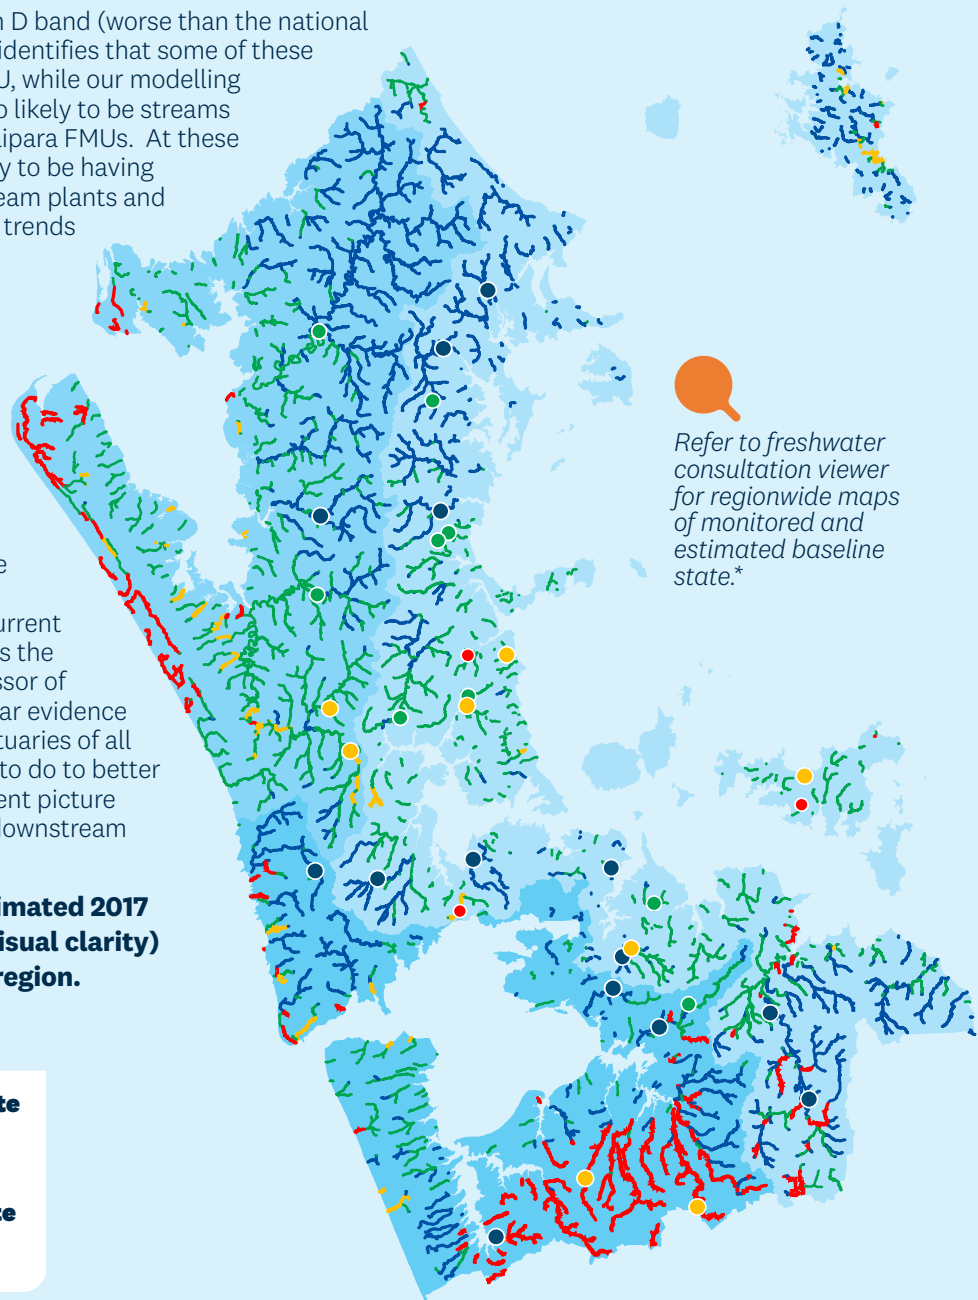 n D band (worse than the national
identifies that some of these
U, while our modelling
o likely to be streams
aipara FMUs. At these
y to be having
eam plants and
trends
e
urrent
s the
ssor of
ar evidence
tuaries of all
to do to better
ent picture
downstream
imated 2017
isual clarity)
region.
te
te
Refer to freshwater
consultation viewer
for regionwide maps
of monitored and
estimated baseline
state.*